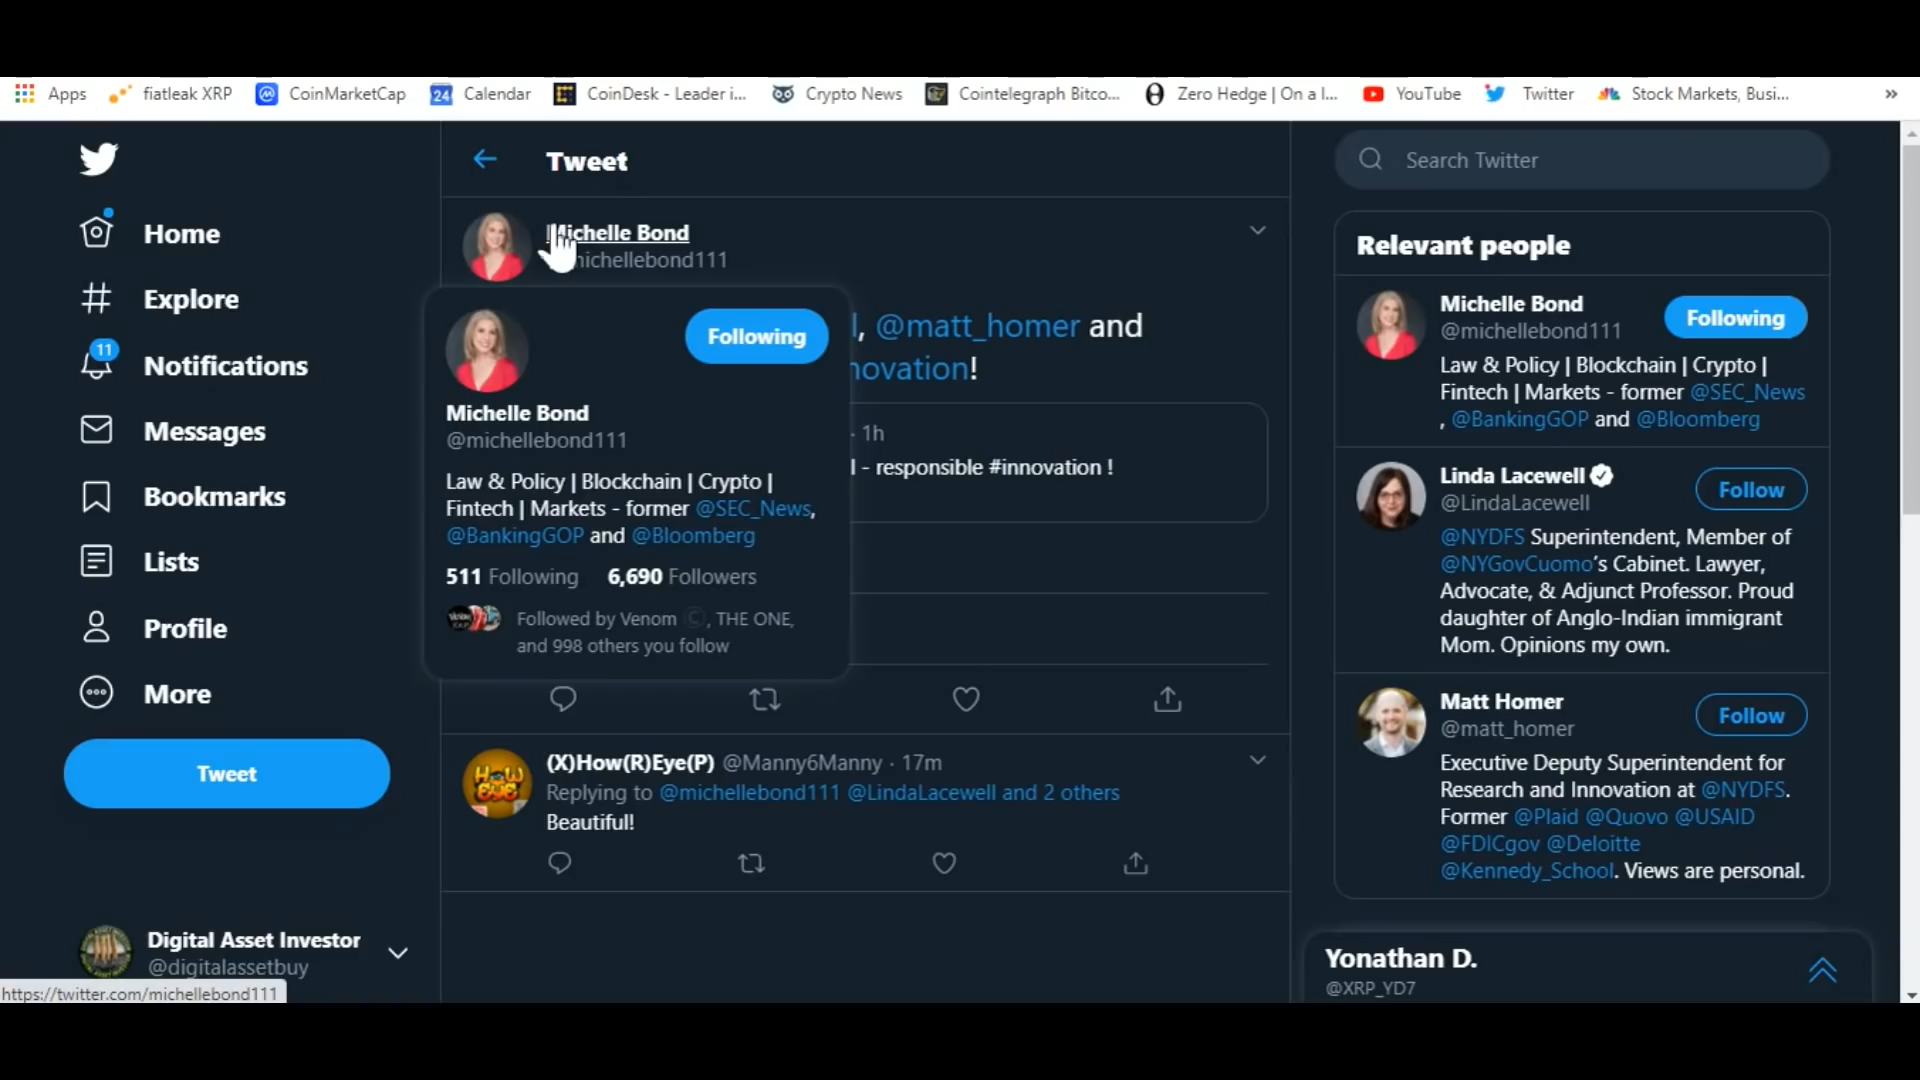 Apps fiatleak XRP CoinMarketCap 24 Calendar CoinDesk - Leader i... Crypto News Cointelegraph Bitco... Zero Hedge | On a l... YouTube Twitter Stock Markets, Busi... »
Tweet
Search Twitter
Home
Explore
11
Notifications
Messages
Bookmarks
Lists
Profile
More
Tweet
Digital Asset Investor
@digitalassetbuy
https://twitter.com/michellebond111
Michelle Bond
michellebond111
l, @matt_homer and
novation!
· 1h
l - responsible #innovation !
Following
Michelle Bond
@michellebond111
Law & Policy | Blockchain | Crypto |
Fintech | Markets - former @SEC_News,
@BankingGOP and @Bloomberg
511 Following 6,690 Followers
Followed by Venom ©, THE ONE,
and 998 others you follow
(X)How(R)Eye(P) @Manny6Manny · 17m
Replying to @michellebond111 @LindaLacewell and 2 others
Beautiful!
Relevant people
Michelle Bond
@michellebond111
Following
Law & Policy | Blockchain | Crypto |
Fintech | Markets - former @SEC_News
, @BankingGOP and @Bloomberg
Linda Lacewell
@LindaLacewell
Follow
@NYDFS Superintendent, Member of
@NYGovCuomo's Cabinet. Lawyer,
Advocate, & Adjunct Professor. Proud
daughter of Anglo-Indian immigrant
Mom. Opinions my own.
Matt Homer
@matt_homer
Follow
Executive Deputy Superintendent for
Research and Innovation at @NYDFS.
Former @Plaid @Quovo @USAID
@FDICgov @Deloitte
@Kennedy_School. Views are personal.
Yonathan D.
@XRP_YD7